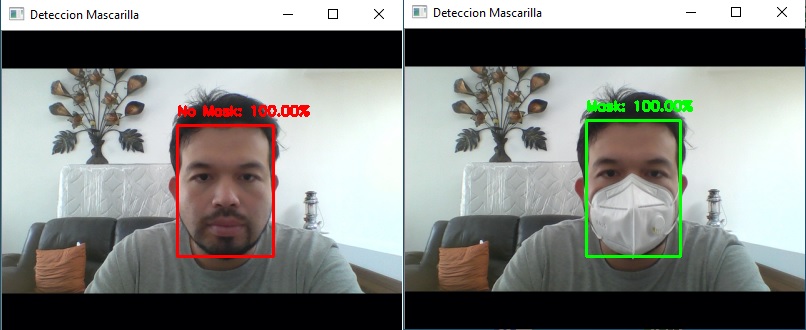 Deteccion Mascarilla
No Mask: 100.00%
Deteccion Mascarilla
Mask: 100.00%